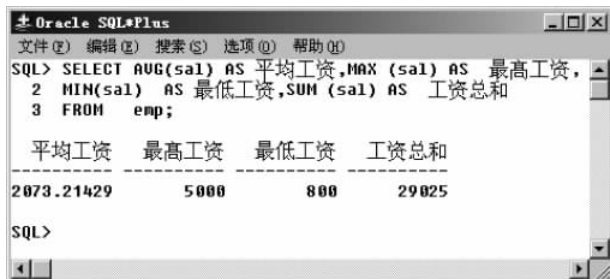 Oracle SQL*Plus
文件(F) 编辑(E) 搜索(S) 选项(O) 帮助(H)
SQL> SELECT AVG(sal) AS 平均工资,MAX (sal) AS 最高工资,
2 MIN(sal) AS 最低工资,SUM (sal) AS 工资总和
3 FROM emp;
平均工资 最高工资 最低工资 工资总和
---------- ---------- ---------- ----------
2073.21429 5000 800 29025
SQL>